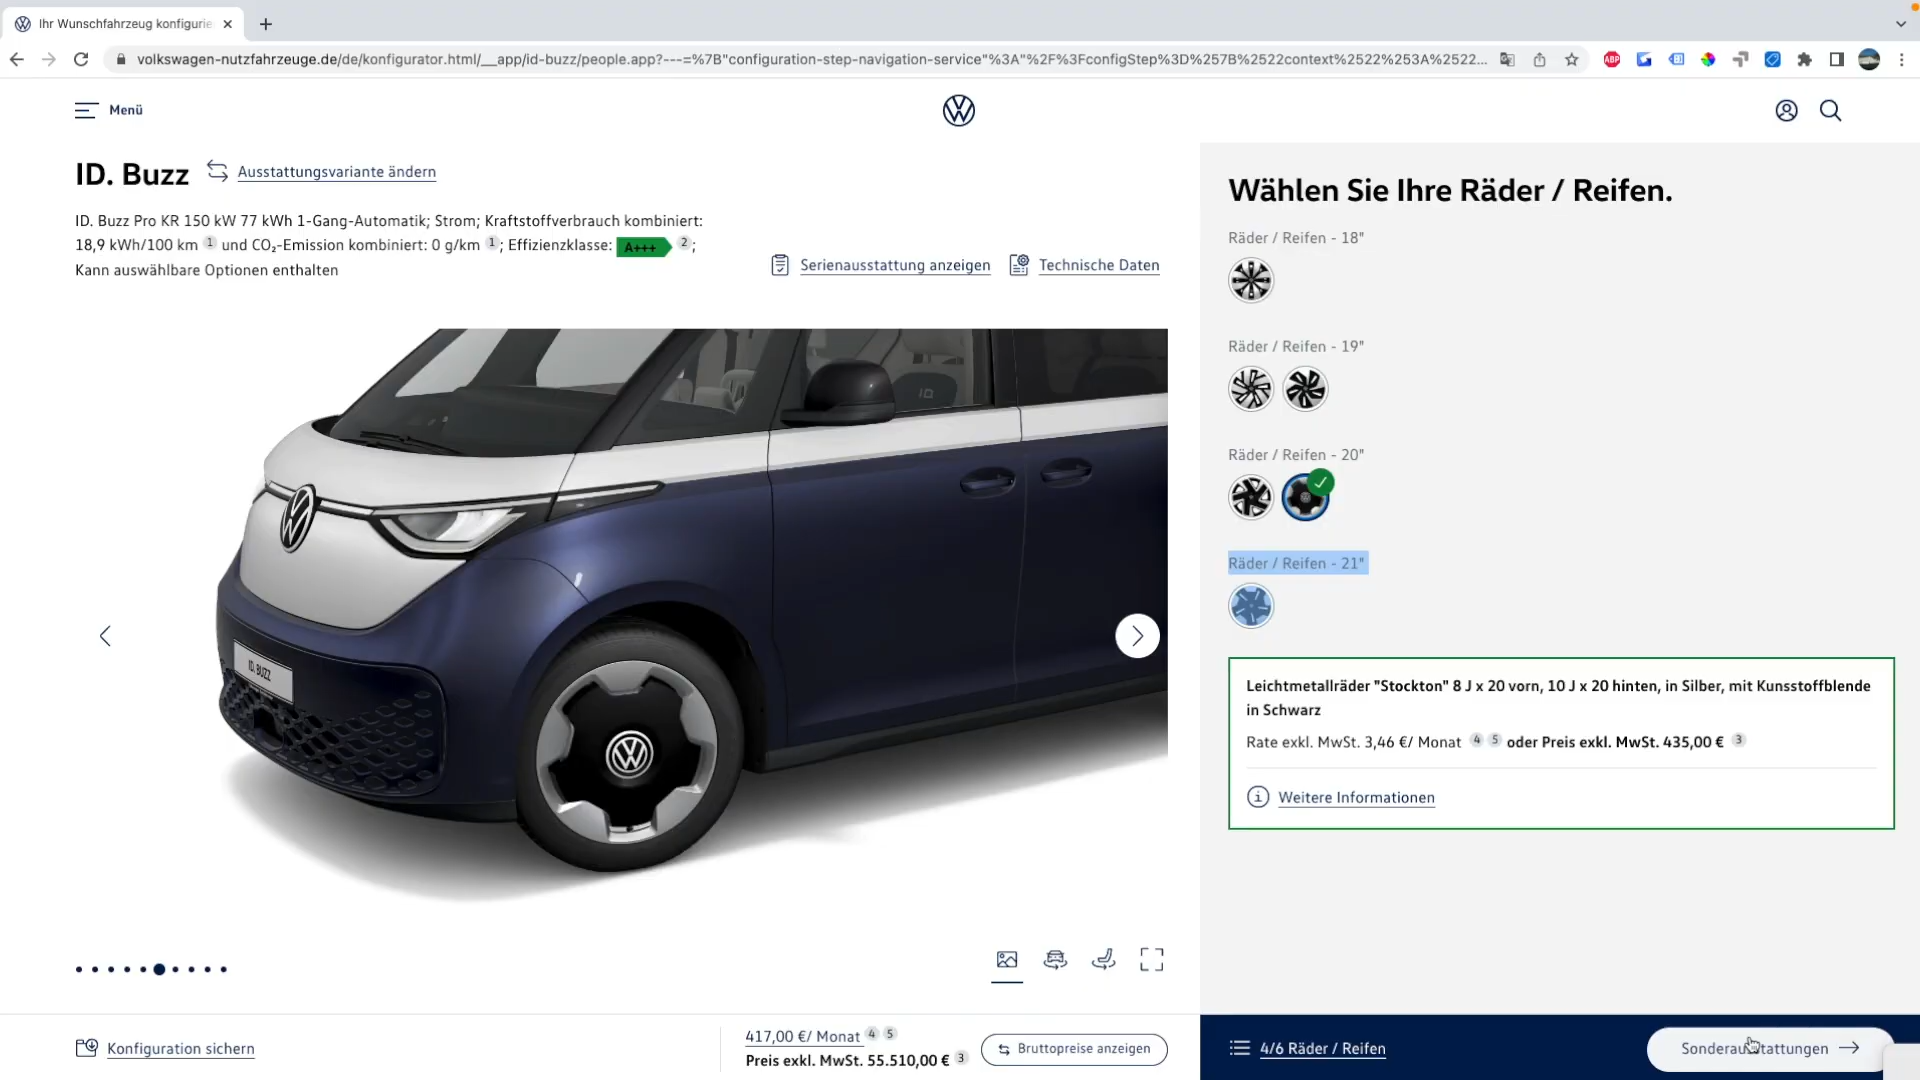 Ihr Wunschfahrzeug konfigurie
volkswagen-nutzfahrzeuge.de/de/konfigurator.html/__app/id-buzz/people.app?---=%7B"configuration-step-navigation-service"%3A"%2F%3FconfigStep%3D%257B%2522context%2522%253A%2522...
ABP
Menü
ID. Buzz Ausstattungsvariante ändern
ID. Buzz Pro KR 150 kW 77 kWh 1-Gang-Automatik; Strom; Kraftstoffverbrauch kombiniert:
18,9 kWh/100 km 1 und CO₂-Emission kombiniert: 0 g/km 1; Effizienzklasse: A+++ 2;
Kann auswählbare Optionen enthalten
Serienausstattung anzeigen Technische Daten
ID. BUZZ
Konfiguration sichern
417,00 €/ Monat 4 5
Preis exkl. MwSt. 55.510,00 € 3
Bruttopreise anzeigen
Wählen Sie Ihre Räder / Reifen.
Räder / Reifen - 18"
Räder / Reifen - 19"
Räder / Reifen - 20"
Räder / Reifen - 21"
Leichtmetallräder "Stockton" 8 J x 20 vorn, 10 J x 20 hinten, in Silber, mit Kunsstoffblende
in Schwarz
Rate exkl. MwSt. 3,46 €/ Monat 4 5 oder Preis exkl. MwSt. 435,00 € 3
Weitere Informationen
4/6 Räder / Reifen
Sonderausstattungen